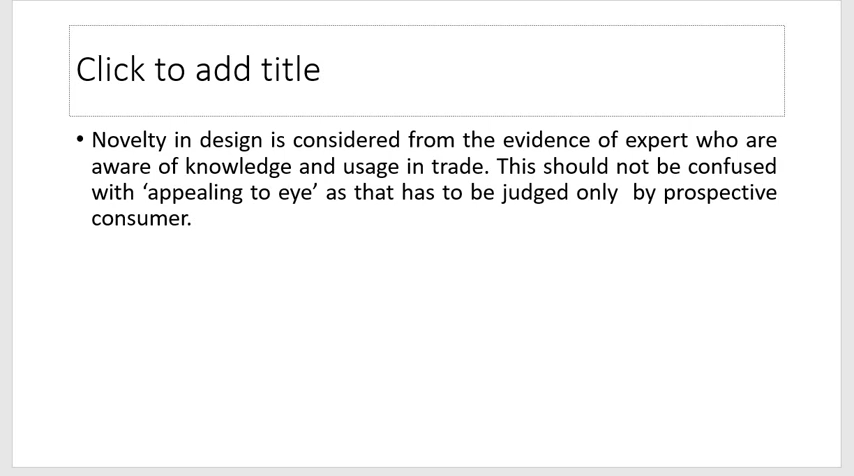 Click to add title
• Novelty in design is considered from the evidence of expert who are
aware of knowledge and usage in trade. This should not be confused
with ‘appealing to eye’ as that has to be judged only  by prospective
consumer.